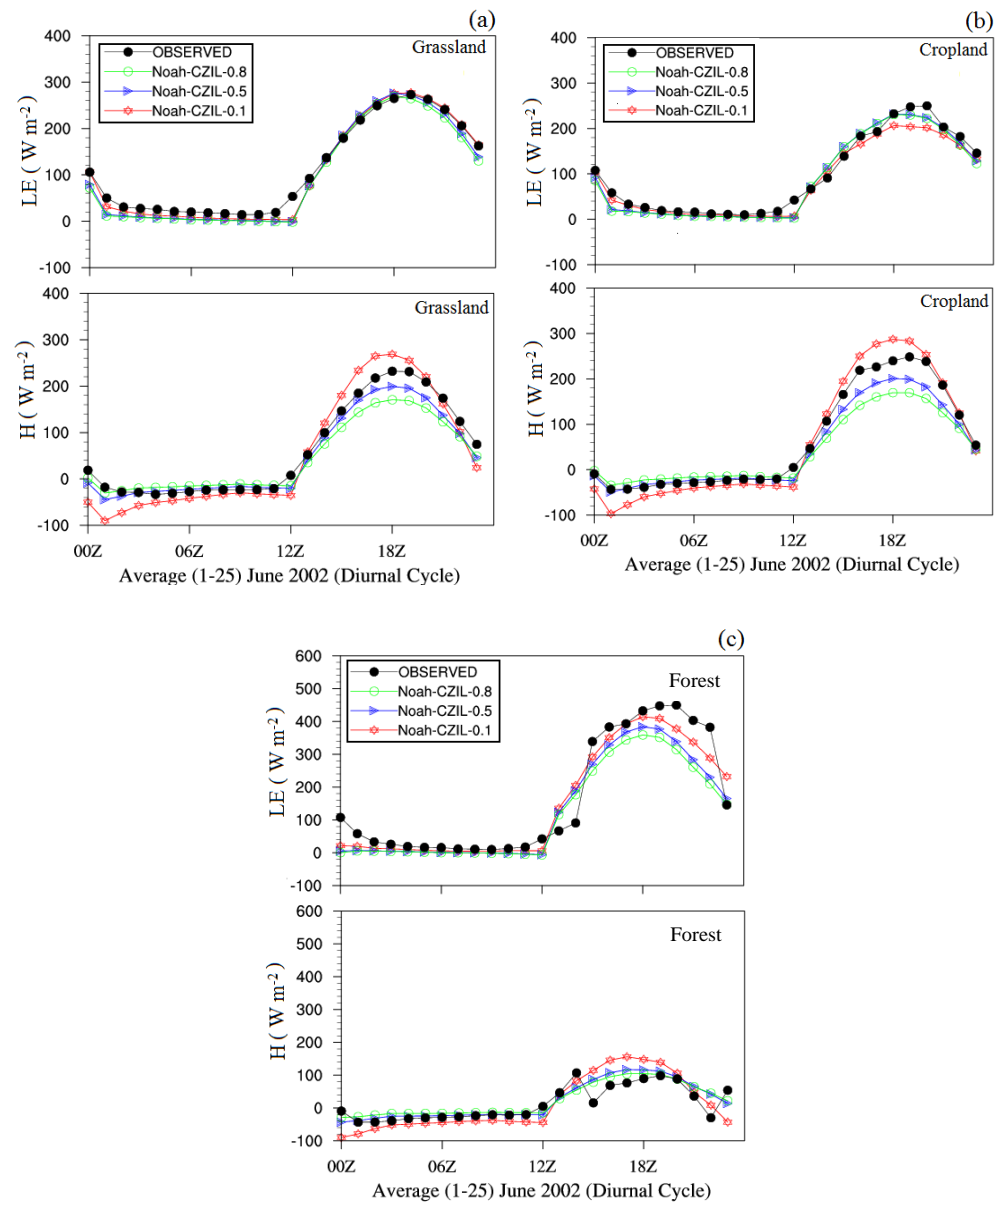 (a)
Grassland
400
300
200
100
0
-100
LE ( W m-2 )
OBSERVED
Noah-CZIL-0.8
Noah-CZIL-0.5
Noah-CZIL-0.1
Grassland
400
300
200
100
0
-100
H ( W m-2 )
00Z 06Z 12Z 18Z
Average (1-25) June 2002 (Diurnal Cycle)
(b)
Cropland
400
300
200
100
0
-100
LE ( W m-2 )
OBSERVED
Noah-CZIL-0.8
Noah-CZIL-0.5
Noah-CZIL-0.1
Cropland
400
300
200
100
0
-100
H ( W m-2 )
00Z 06Z 12Z 18Z
Average (1-25) June 2002 (Diurnal Cycle)
(c)
Forest
600
500
400
300
200
100
0
-100
LE ( W m-2 )
OBSERVED
Noah-CZIL-0.8
Noah-CZIL-0.5
Noah-CZIL-0.1
Forest
600
500
400
300
200
100
0
-100
H ( W m-2 )
00Z 06Z 12Z 18Z
Average (1-25) June 2002 (Diurnal Cycle)